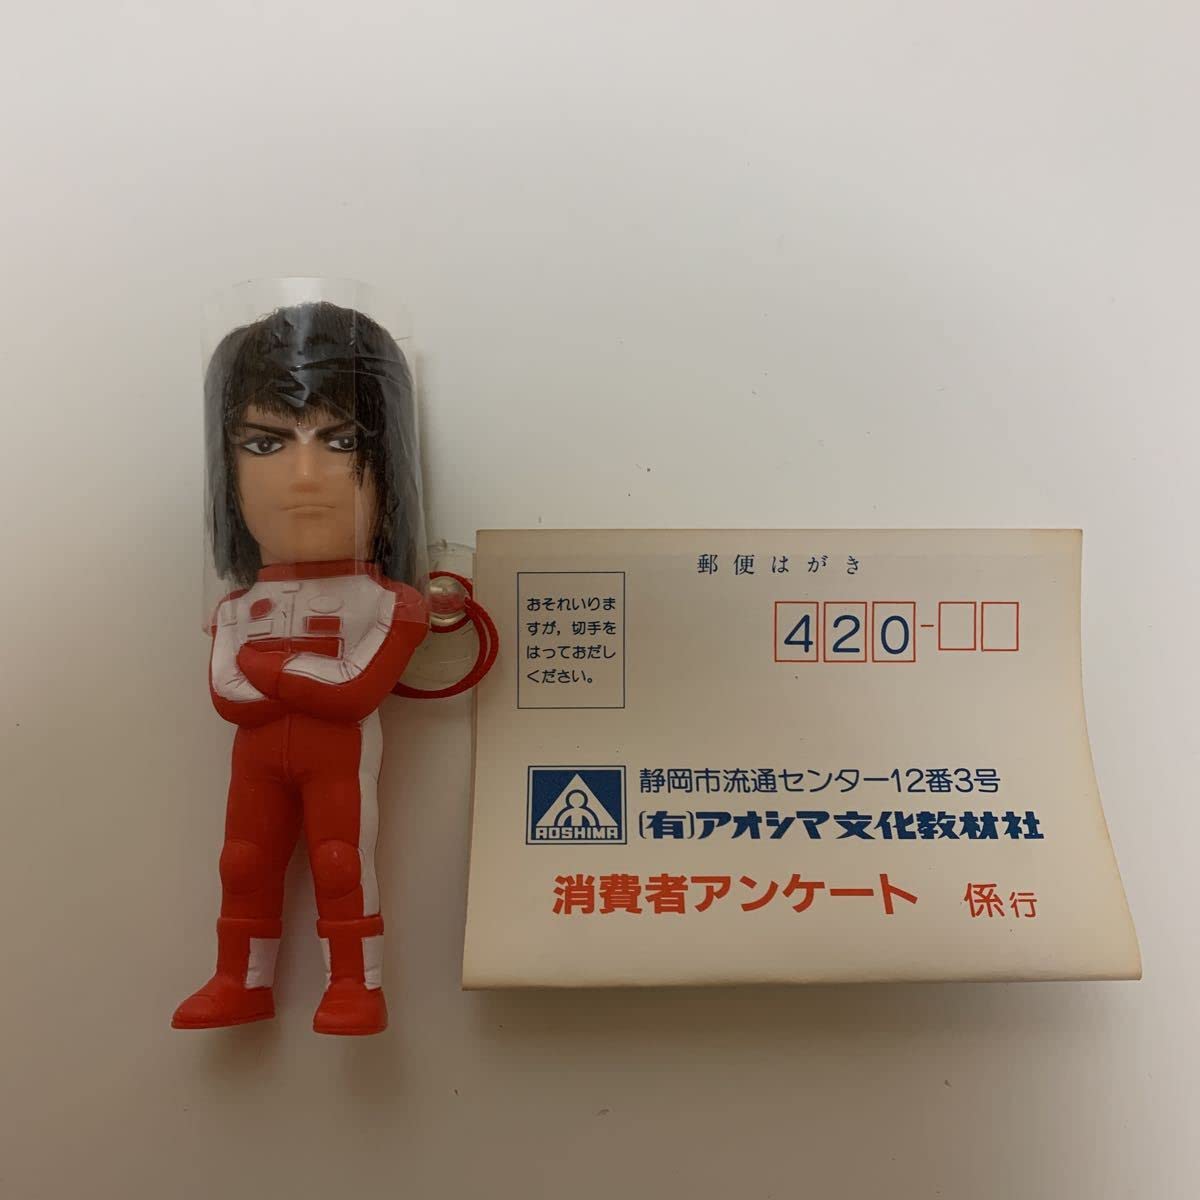 郵便はがき
おそれいりま
すが，切手を
はっておだし
ください。
420-
AOSHIMA
静岡市流通センター12番3号
(有)アオシマ文化教材社
消費者アンケート 係行